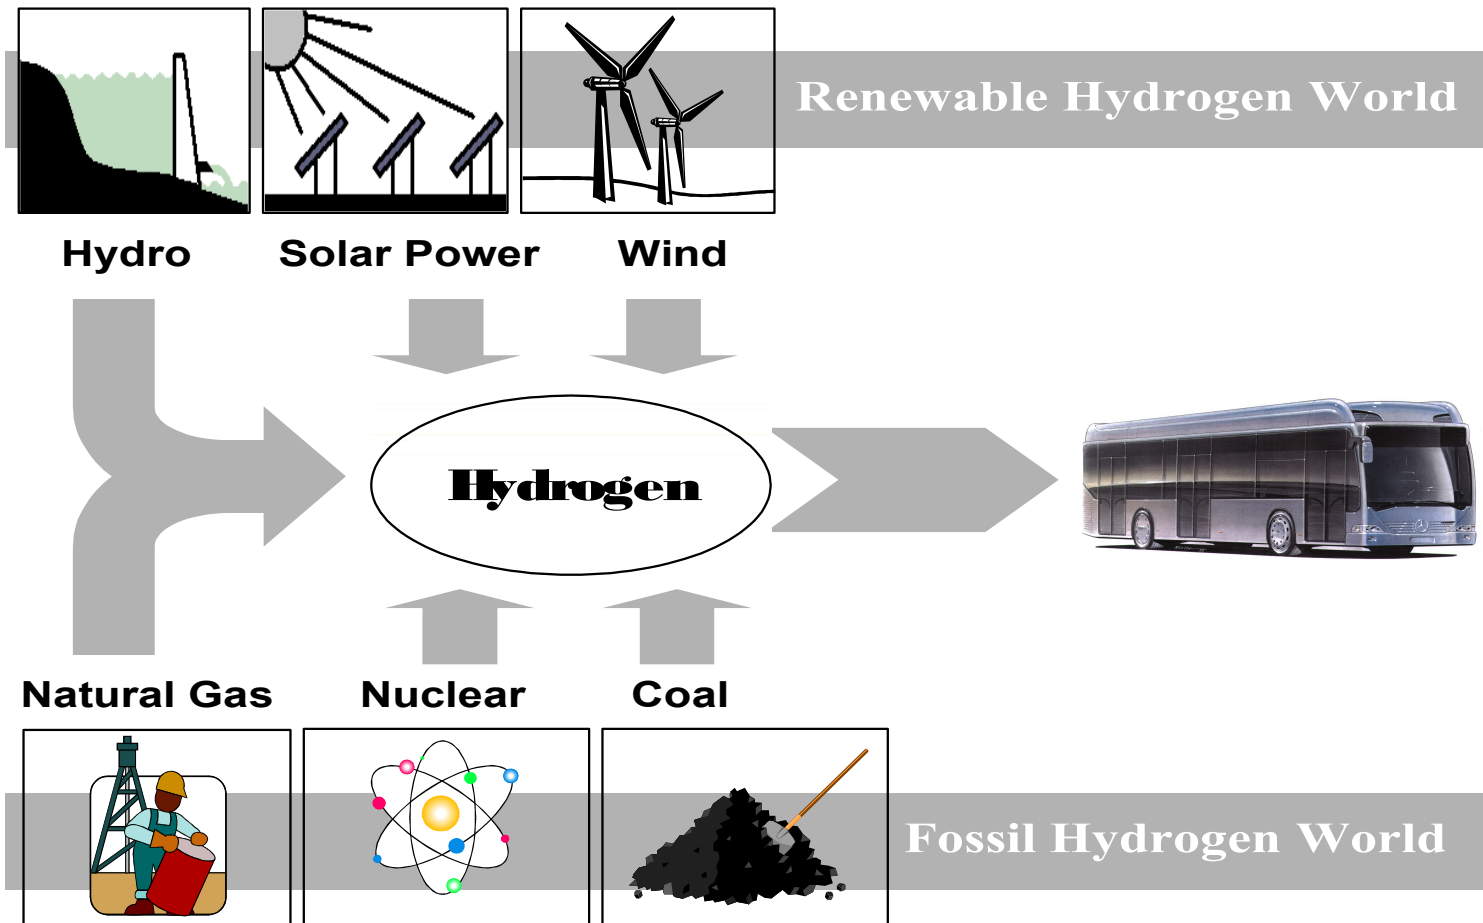 Renewable Hydrogen World
Hydro
Solar Power
Wind
Hydrogen
Natural Gas
Nuclear
Coal
Fossil Hydrogen World